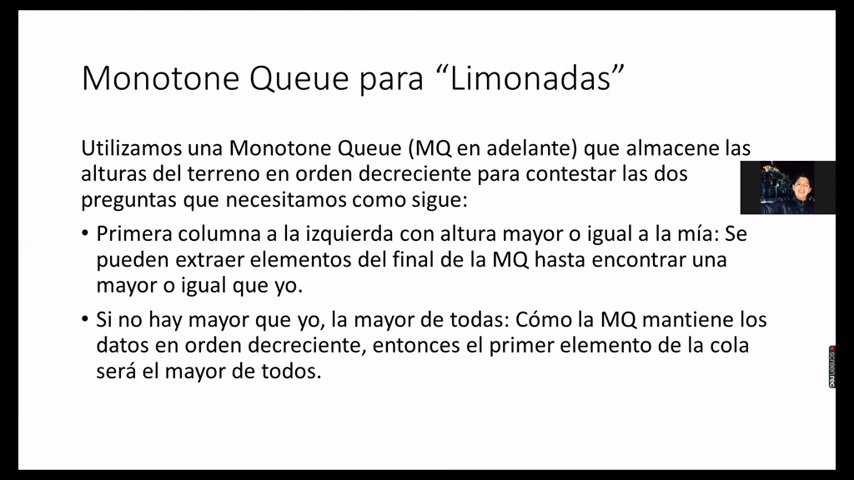 Monotone Queue para “Limonadas”
Utilizamos una Monotone Queue (MQ en adelante) que almacene las
alturas del terreno en orden decreciente para contestar las dos
preguntas que necesitamos como sigue:
• Primera columna a la izquierda con altura mayor o igual a la mía: Se
pueden extraer elementos del final de la MQ hasta encontrar una
mayor o igual que yo.
• Si no hay mayor que yo, la mayor de todas: Cómo la MQ mantiene los
datos en orden decreciente, entonces el primer elemento de la cola
será el mayor de todos.
screenrec